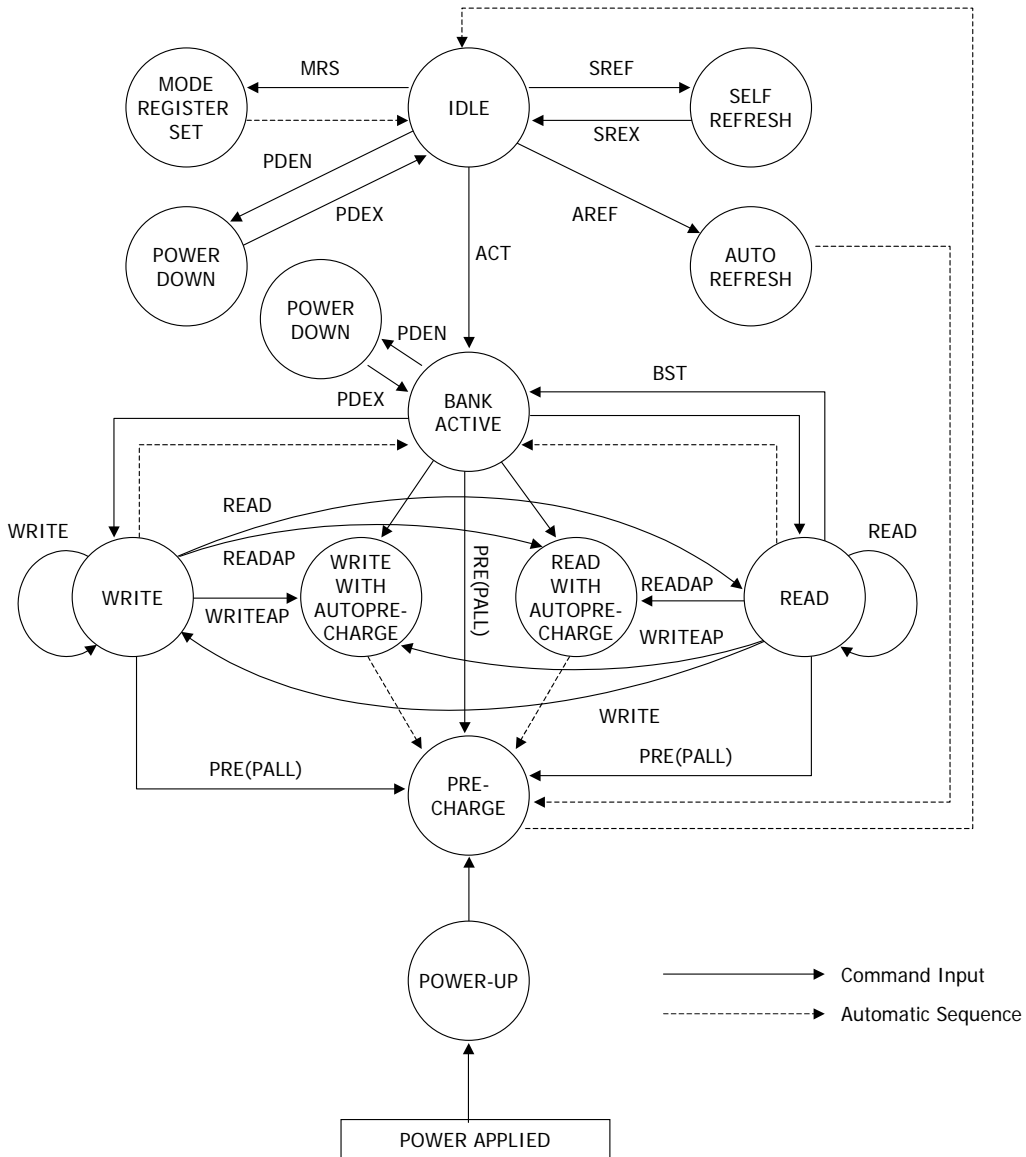 MRS
SREF
MODE
REGISTER
SET
IDLE
SELF
REFRESH
SREX
PDEN
PDEX
AREF
POWER
DOWN
ACT
AUTO
REFRESH
POWER
DOWN
PDEN
PDEX
BST
BANK
ACTIVE
WRITE
READ
READ
READAP
WRITE
WRITEAP
WRITE
WITH
AUTOPRE-
CHARGE
PRE(PALL)
READ
WITH
AUTOPRE-
CHARGE
READAP
WRITEAP
READ
WRITE
PRE(PALL)
PRE(PALL)
PRE-
CHARGE
POWER-UP
Command Input
Automatic Sequence
POWER APPLIED